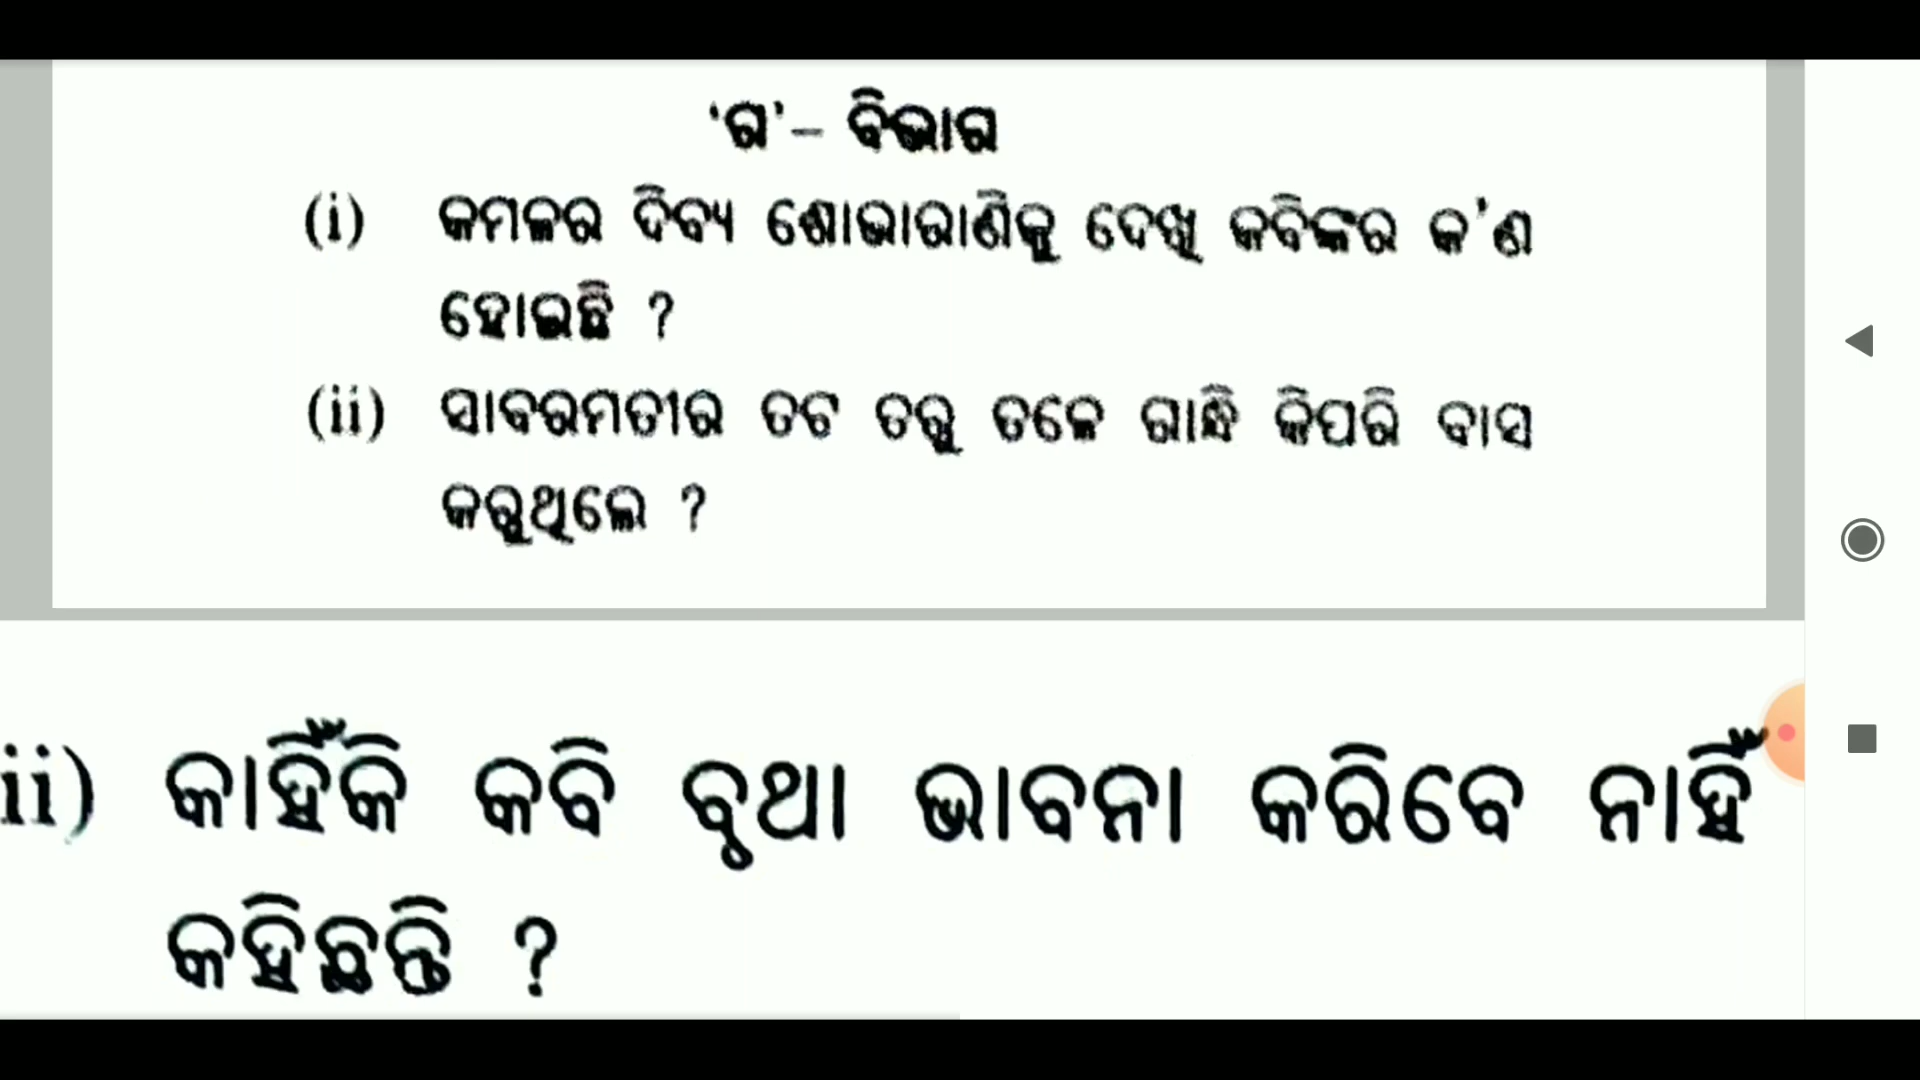 ‘ଗ’ – ବିଭାଗ
(i) କମଳର ଦିବ୍ୟ ଶୋଭାରାଣିକୁ ଦେଖି କବିଙ୍କର କ’ଣ
ହୋଇଛି ?
(ii) ସାବରମତୀର ତଟ ତରୁ ତଳେ ଗାନ୍ଧି କିପରି ବାସ
କରୁଥିଲେ ?
ii) କାହିଁକି କବି ବୃଥା ଭାବନା କରିବେ ନାହିଁ
କହିଛନ୍ତି ?